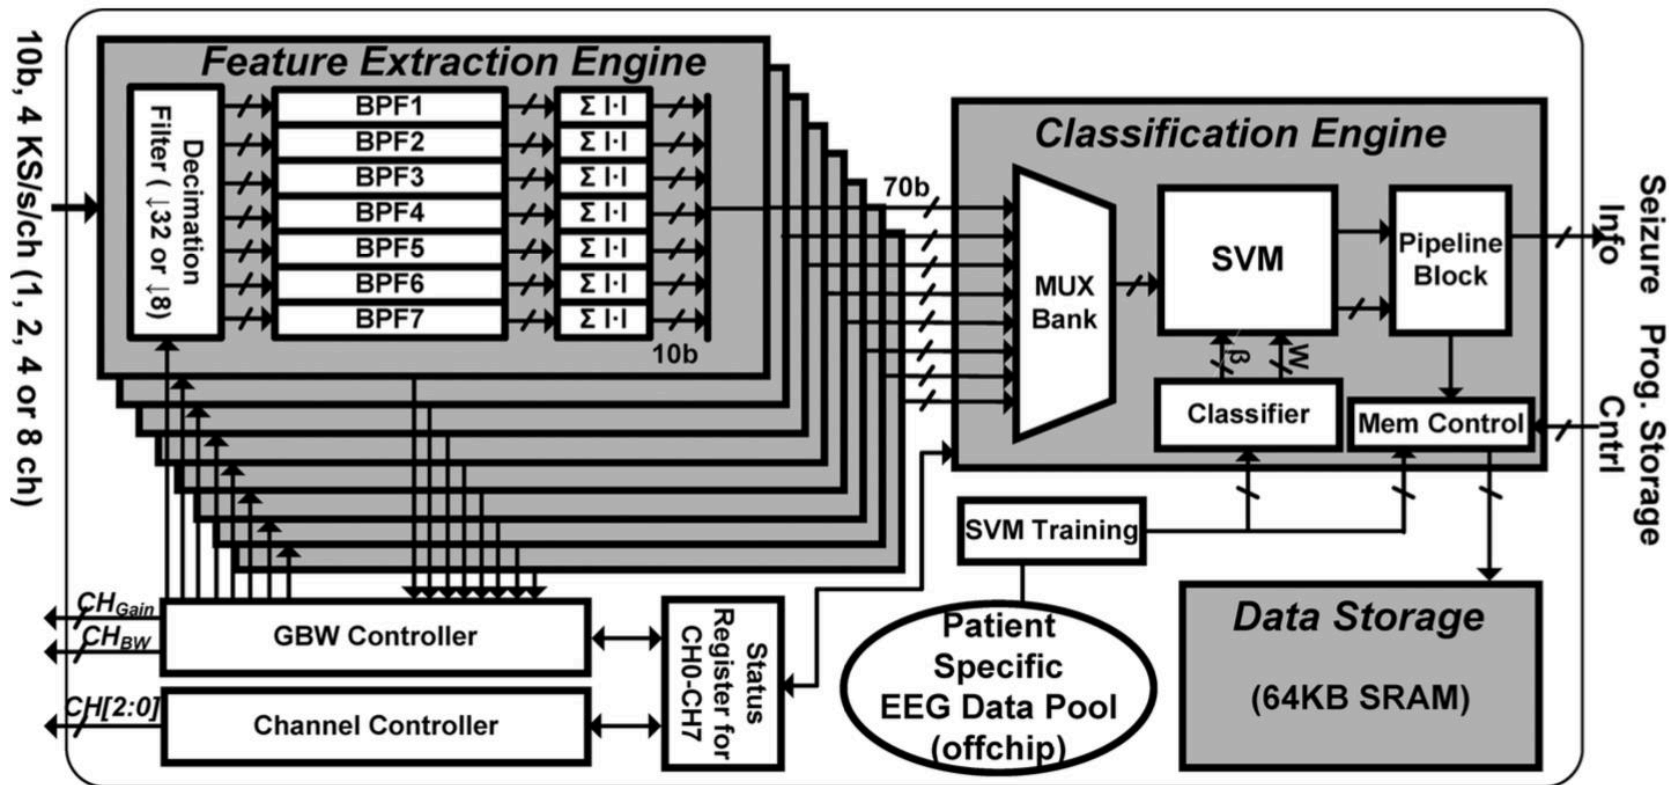 10b, 4 KS/s/ch (1, 2, 4 or 8 ch)
Feature Extraction Engine
Decimation
Filter ( ↓32 or ↓8)
BPF1
Σ |·|
BPF2
Σ |·|
BPF3
Σ |·|
BPF4
Σ |·|
BPF5
Σ |·|
BPF6
Σ |·|
BPF7
Σ |·|
10b
70b
Classification Engine
MUX
Bank
SVM
Pipeline
Block
β
W
Classifier
Mem Control
Seizure
Info
Prog. Storage
Cntrl
SVM Training
Patient
Specific
EEG Data Pool
(offchip)
Data Storage
(64KB SRAM)
CHGain
CHBW
CH[2:0]
GBW Controller
Channel Controller
Status
Register for
CH0-CH7